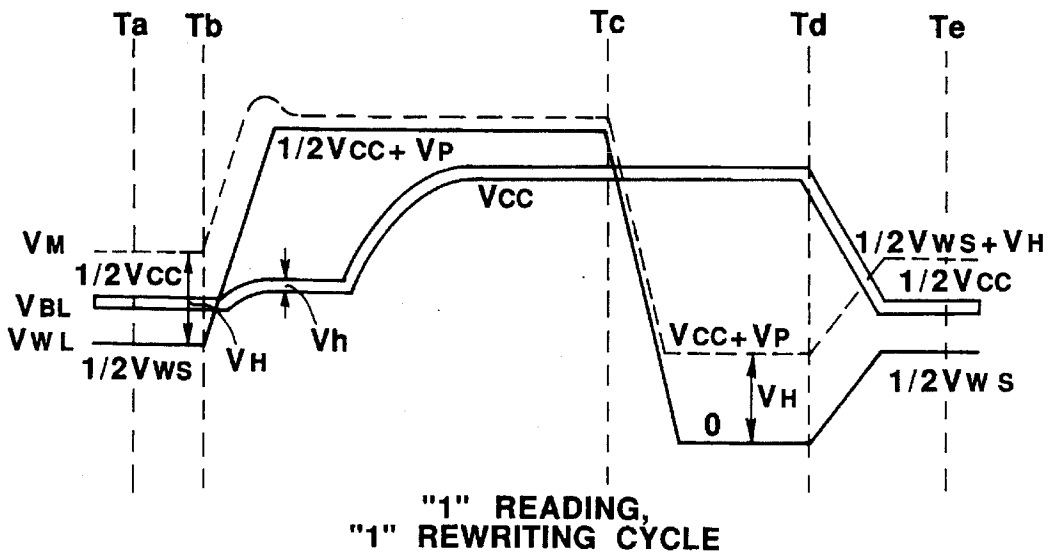 Ta Tb Tc Td Te
1/2VCC + VP
VCC
VM
1/2VCC
VBL
VWL
1/2VWS
VH
Vh
VCC+VP
VH
0
1/2VWS+VH
1/2VCC
1/2VWS
"1" READING,
"1" REWRITING CYCLE